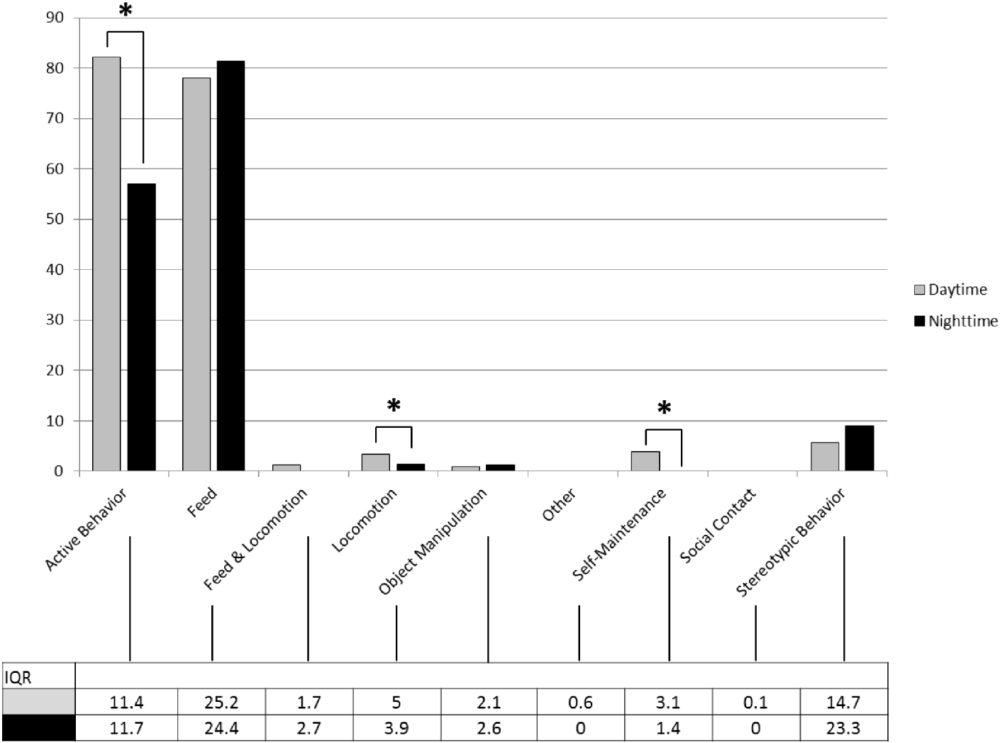 90
80
70
60
50
40
30
20
10
0
*
*
*
Daytime
Nighttime
Active Behavior
Feed
Feed & Locomotion
Locomotion
Object Manipulation
Other
Self-Maintenance
Social Contact
Stereotypic Behavior
IQR
11.4 25.2 1.7 5 2.1 0.6 3.1 0.1 14.7
11.7 24.4 2.7 3.9 2.6 0 1.4 0 23.3